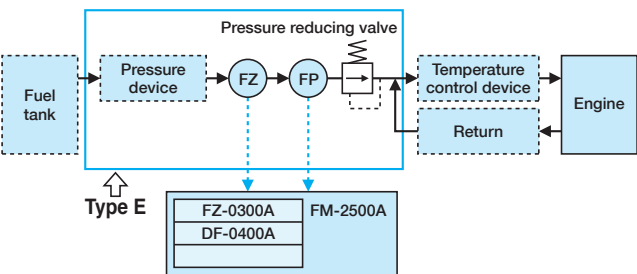 Pressure reducing valve
Fuel
tank
Pressure
device
FZ
FP
Temperature
control device
Return
Engine
Type E
FZ-0300A
DF-0400A
FM-2500A